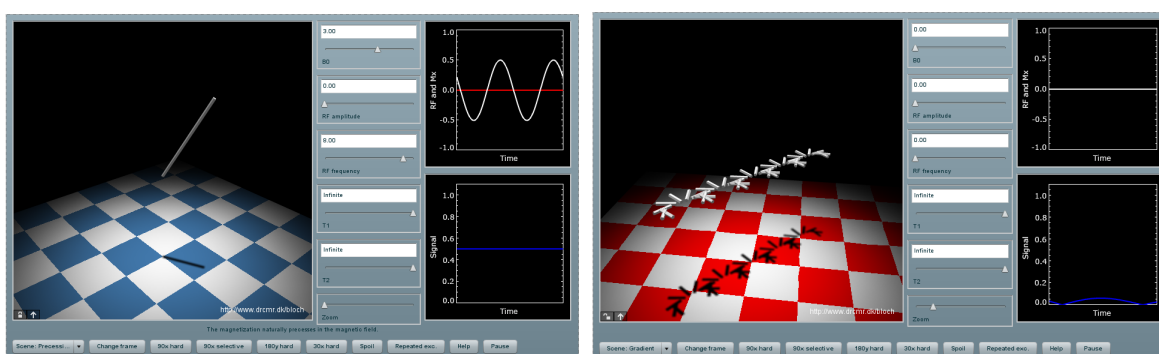 3.00
B0
0.00
RF amplitude
8.00
RF frequency
Infinite
T1
Infinite
T2
Zoom
1.0
0.5
0.0
-0.5
-1.0
RF and Mx
Time
1.0
0.8
0.6
0.4
0.2
0.0
Signal
Time
http://www.drcmr.dk/bloch
The magnetization naturally precesses in the magnetic field.
Scene: Precessi... Change frame 90x hard 90x selective 180y hard 30x hard Spoil Repeated exc. Help Pause
0.00
B0
0.00
RF amplitude
0.00
RF frequency
Infinite
T1
Infinite
T2
Zoom
1.0
0.5
0.0
-0.5
-1.0
RF and Mx
Time
1.0
0.8
0.6
0.4
0.2
0.0
Signal
Time
http://www.drcmr.dk/bloch
Scene: Gradient Change frame 90x hard 90x selective 180y hard 30x hard Spoil Repeated exc. Help Pause